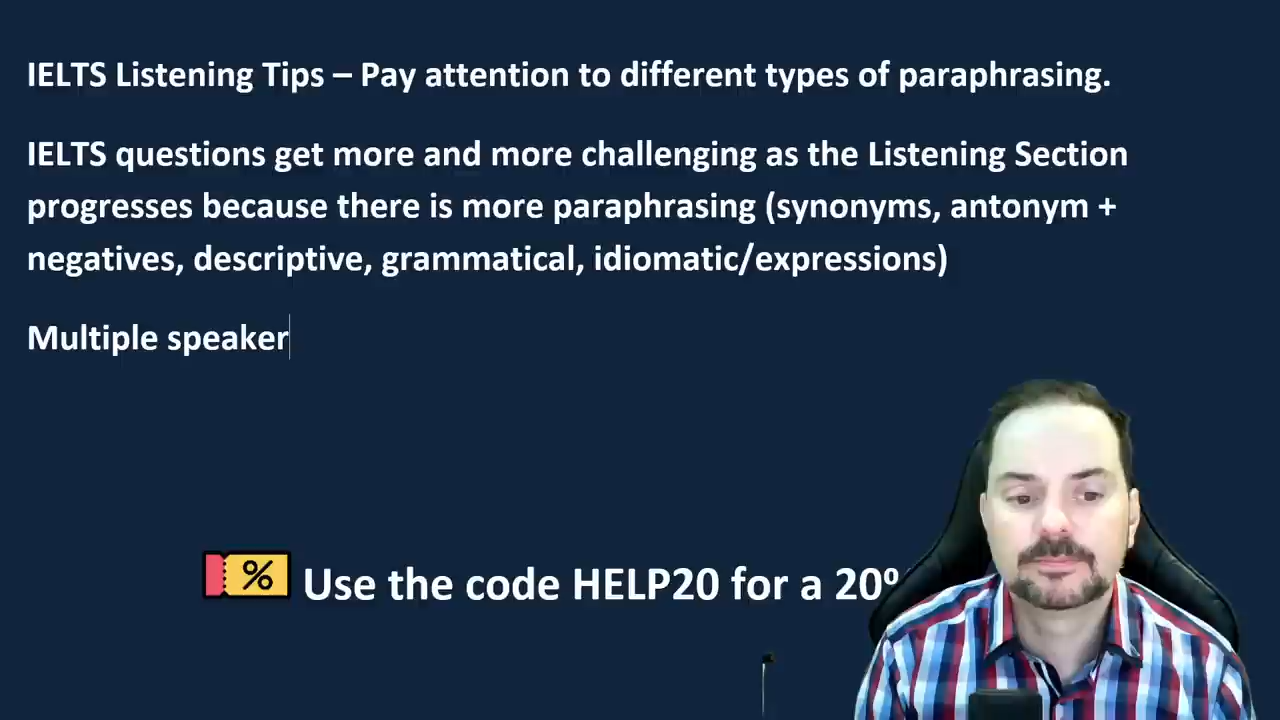 IELTS Listening Tips – Pay attention to different types of paraphrasing.
IELTS questions get more and more challenging as the Listening Section
progresses because there is more paraphrasing (synonyms, antonym +
negatives, descriptive, grammatical, idiomatic/expressions)
Multiple speaker
% Use the code HELP20 for a 20